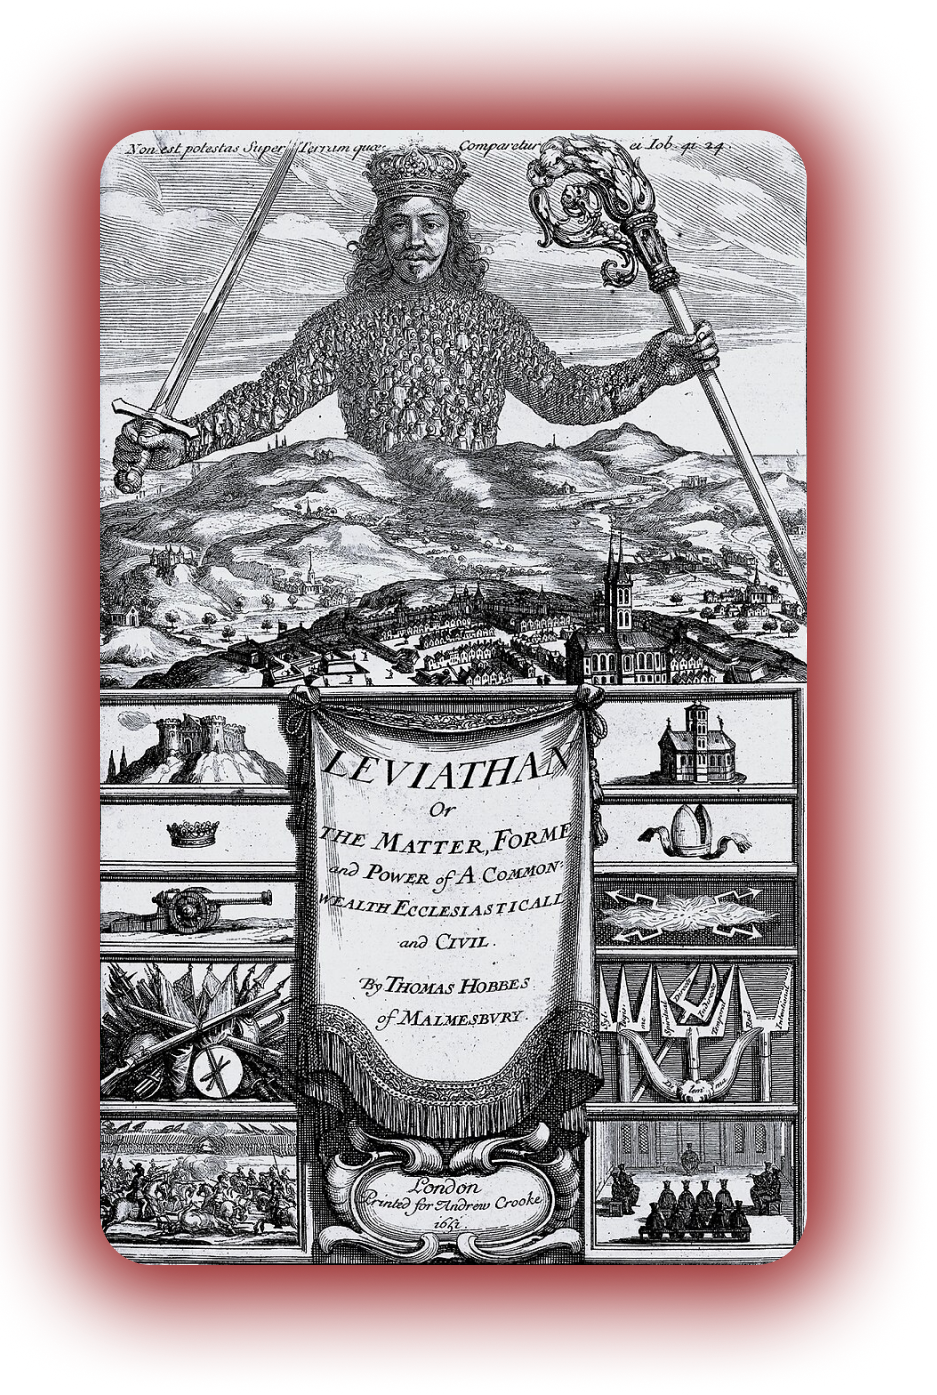 Non est potestas Super Terram quæ Comparetur ei Iob. 41. 24.
LEVIATHAN
Or
THE MATTER, FORME
and POWER of A COMMON-
WEALTH ECCLESIASTICALL
and CIVIL.
By THOMAS HOBBES
of MALMESBVRY.
London
Printed for Andrew Crooke
1651.